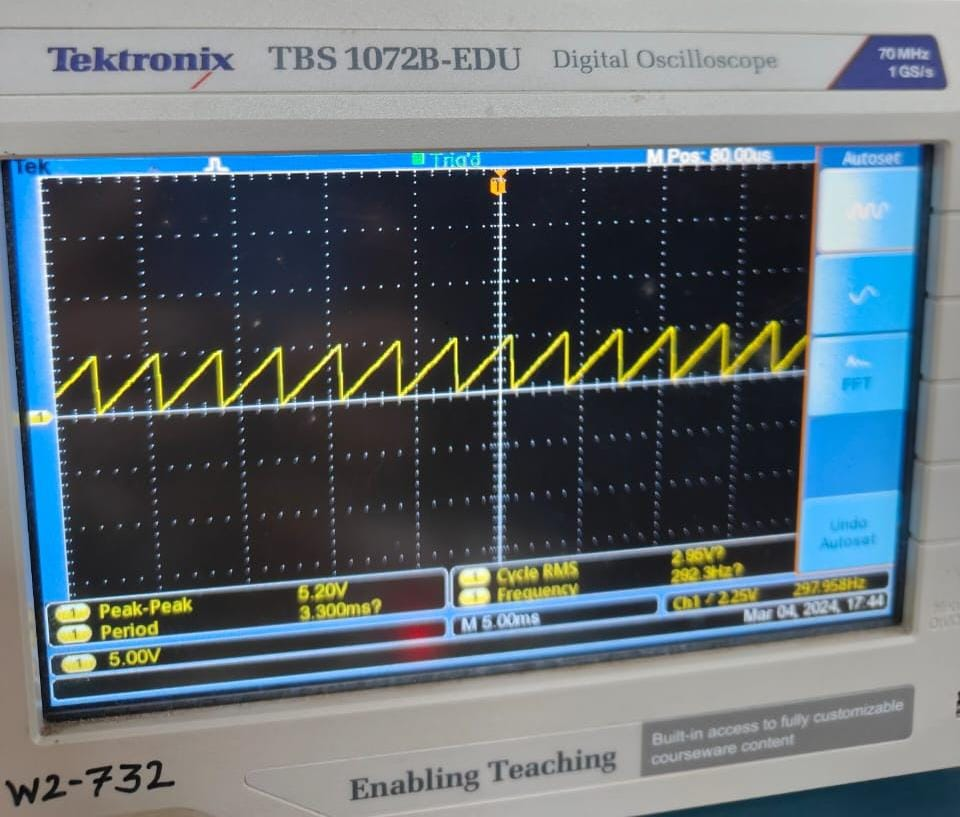 Tektronix TBS 1072B-EDU Digital Oscilloscope 70 MHz
1 GS/s
Tek Trig'd M Pos: 80.00us Autoset
FFT
Undo
Autoset
1 Peak-Peak 5.20V
1 Period 3.300ms?
1 Cycle RMS 2.95V?
1 Frequency 292.3Hz?
1 5.00V
M 5.00ms
Ch1 / 2.25V 297.958Hz
Mar 04, 2024, 17:44
Built-in access to fully customizable
courseware content
Enabling Teaching
W2-732